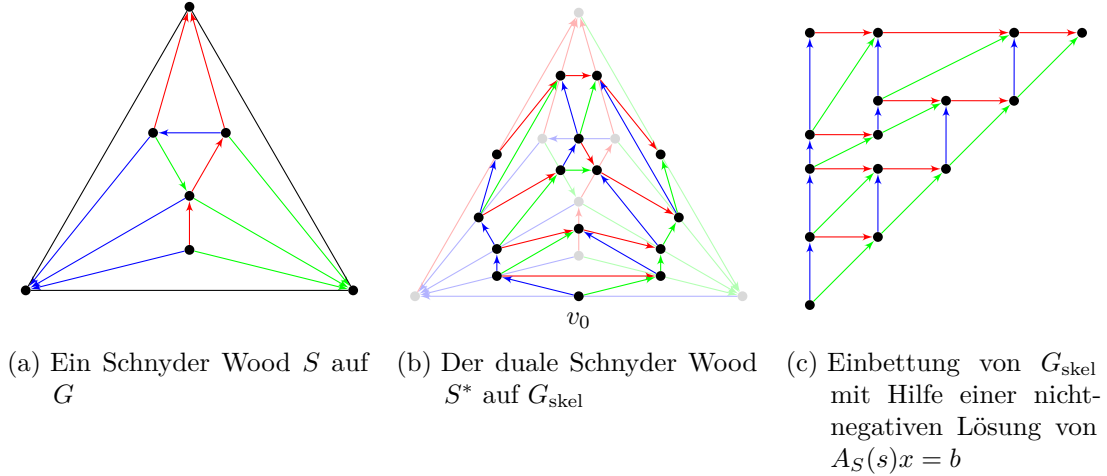 v₀
(a) Ein Schnyder Wood S auf
G
(b) Der duale Schnyder Wood
S* auf G_skel
(c) Einbettung von G_skel
mit Hilfe einer nicht-
negativen Lösung von
A_S(s)x = b